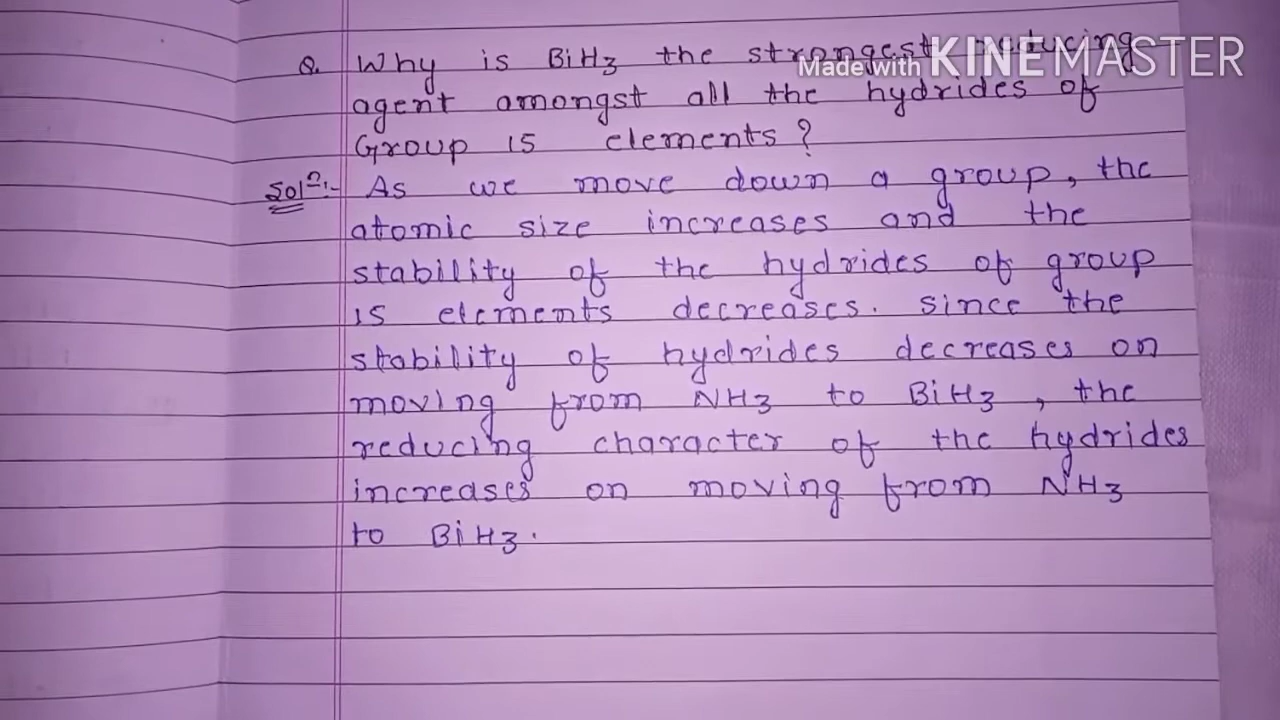 Q. Why is BiH3 the strongest reducing
Made with KINEMASTER
agent amongst all the hydrides of
Group 15 elements?
Solⁿ:- As we move down a group, the
atomic size increases and the
stability of the hydrides of group
15 elements decreases. Since the
stability of hydrides decreases on
moving from NH3 to BiH3, the
reducing character of the hydrides
increases on moving from NH3
to BiH3.